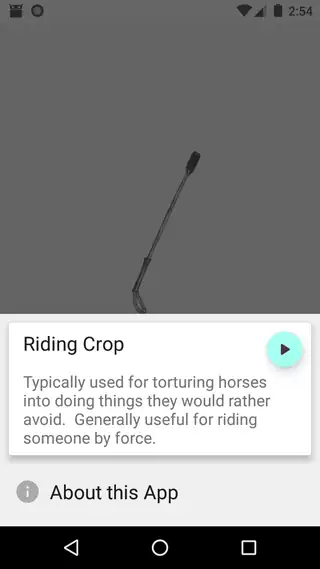 2:54
Riding Crop
Typically used for torturing horses
into doing things they would rather
avoid.  Generally useful for riding
someone by force.
About this App